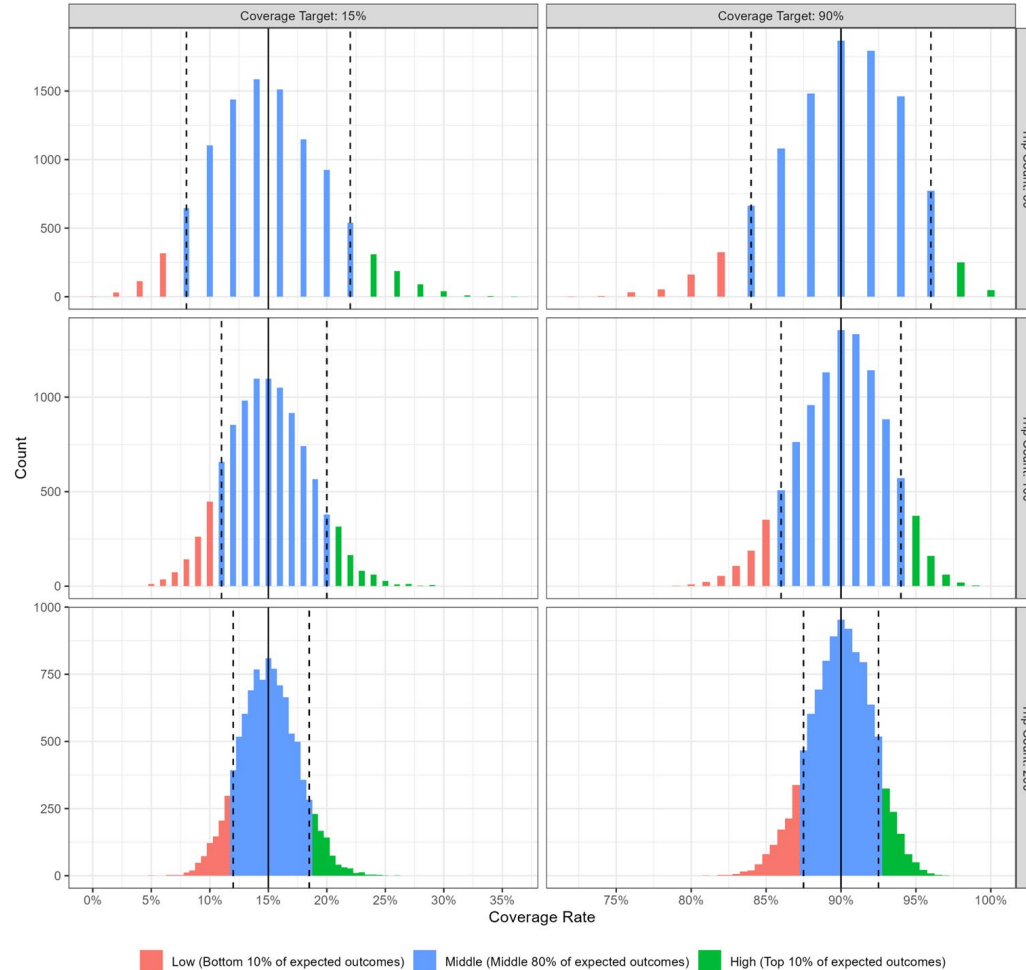 Coverage Target: 15%
Coverage Target: 90%
1500
1000
500
0
1000
500
0
1000
750
500
250
0
Count
0% 5% 10% 15% 20% 25% 30% 35%
75% 80% 85% 90% 95% 100%
Coverage Rate
Low (Bottom 10% of expected outcomes) Middle (Middle 80% of expected outcomes) High (Top 10% of expected outcomes)